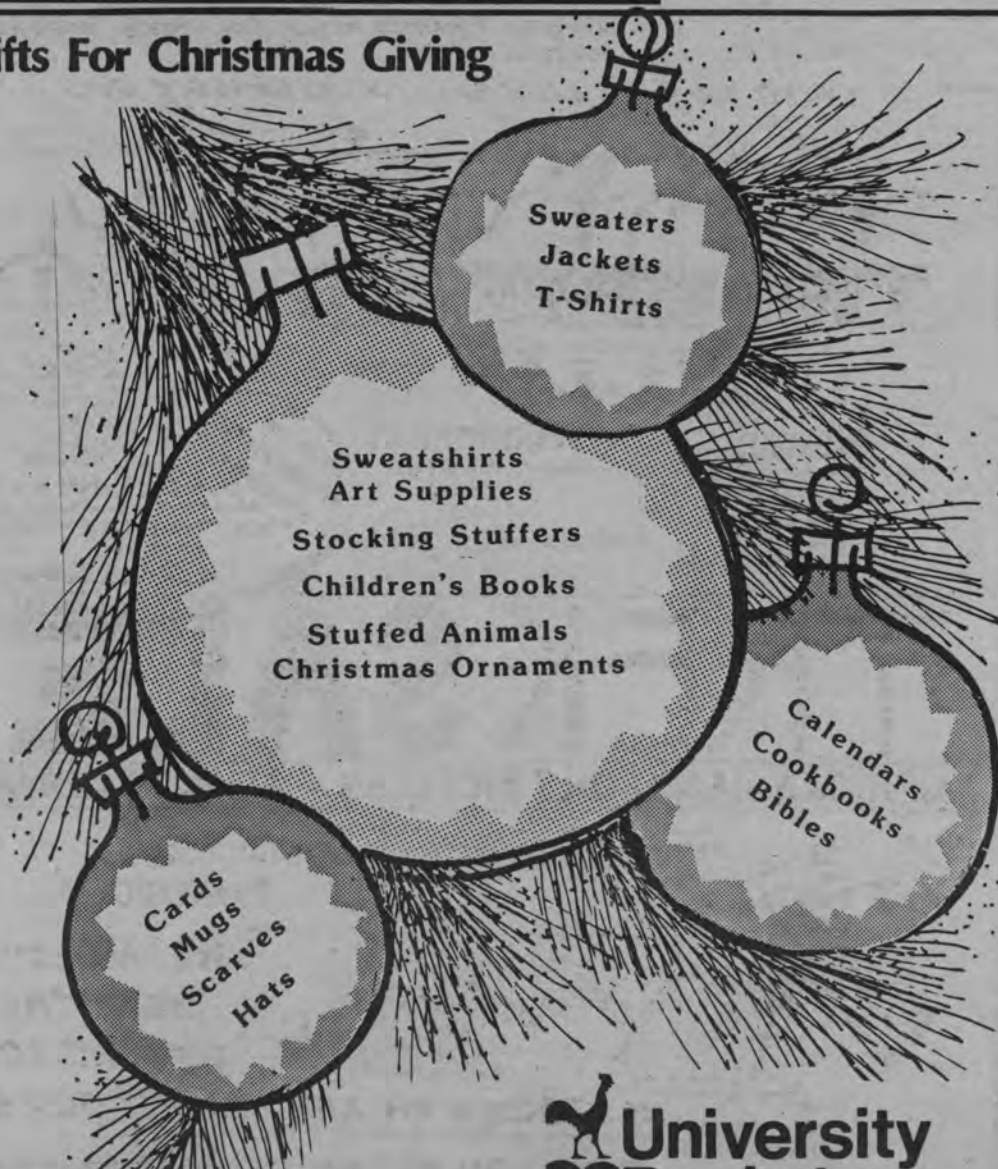 ifts For Christmas Giving
Sweaters
Jackets
T-Shirts
Sweatshirts
Art Supplies
Stocking Stuffers
Children's Books
Stuffed Animals
Christmas Ornaments
Calendars
Cookbooks
Bibles
Cards
Mugs
Scarves
Hats
University